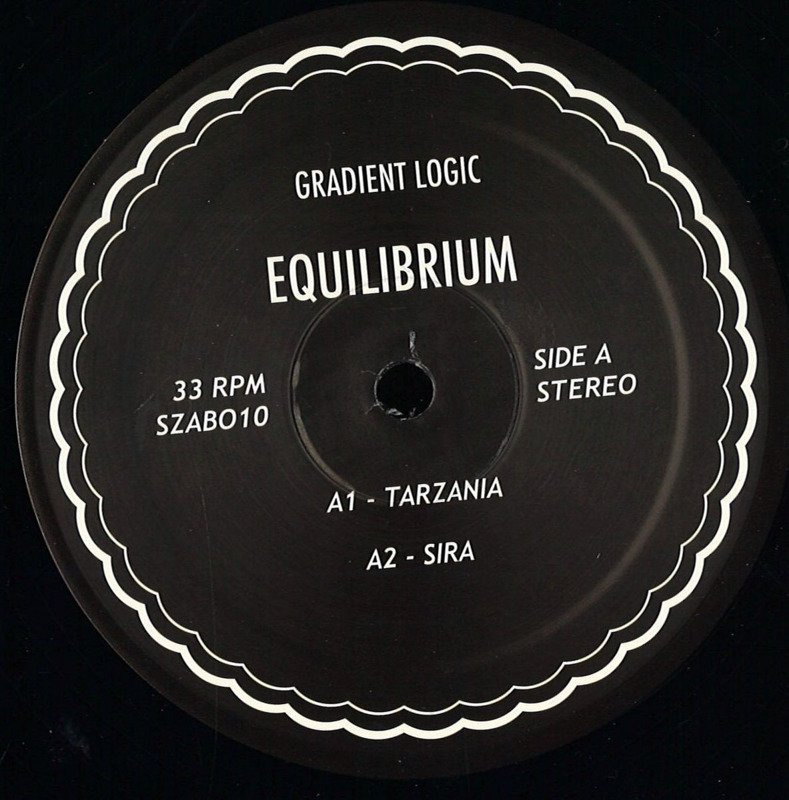 GRADIENT LOGIC
EQUILIBRIUM
33 RPM
SZABO10
SIDE A
STEREO
A1 - TARZANIA
A2 - SIRA